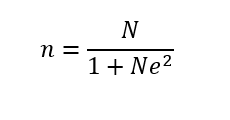 n = N / (1 + Ne²)